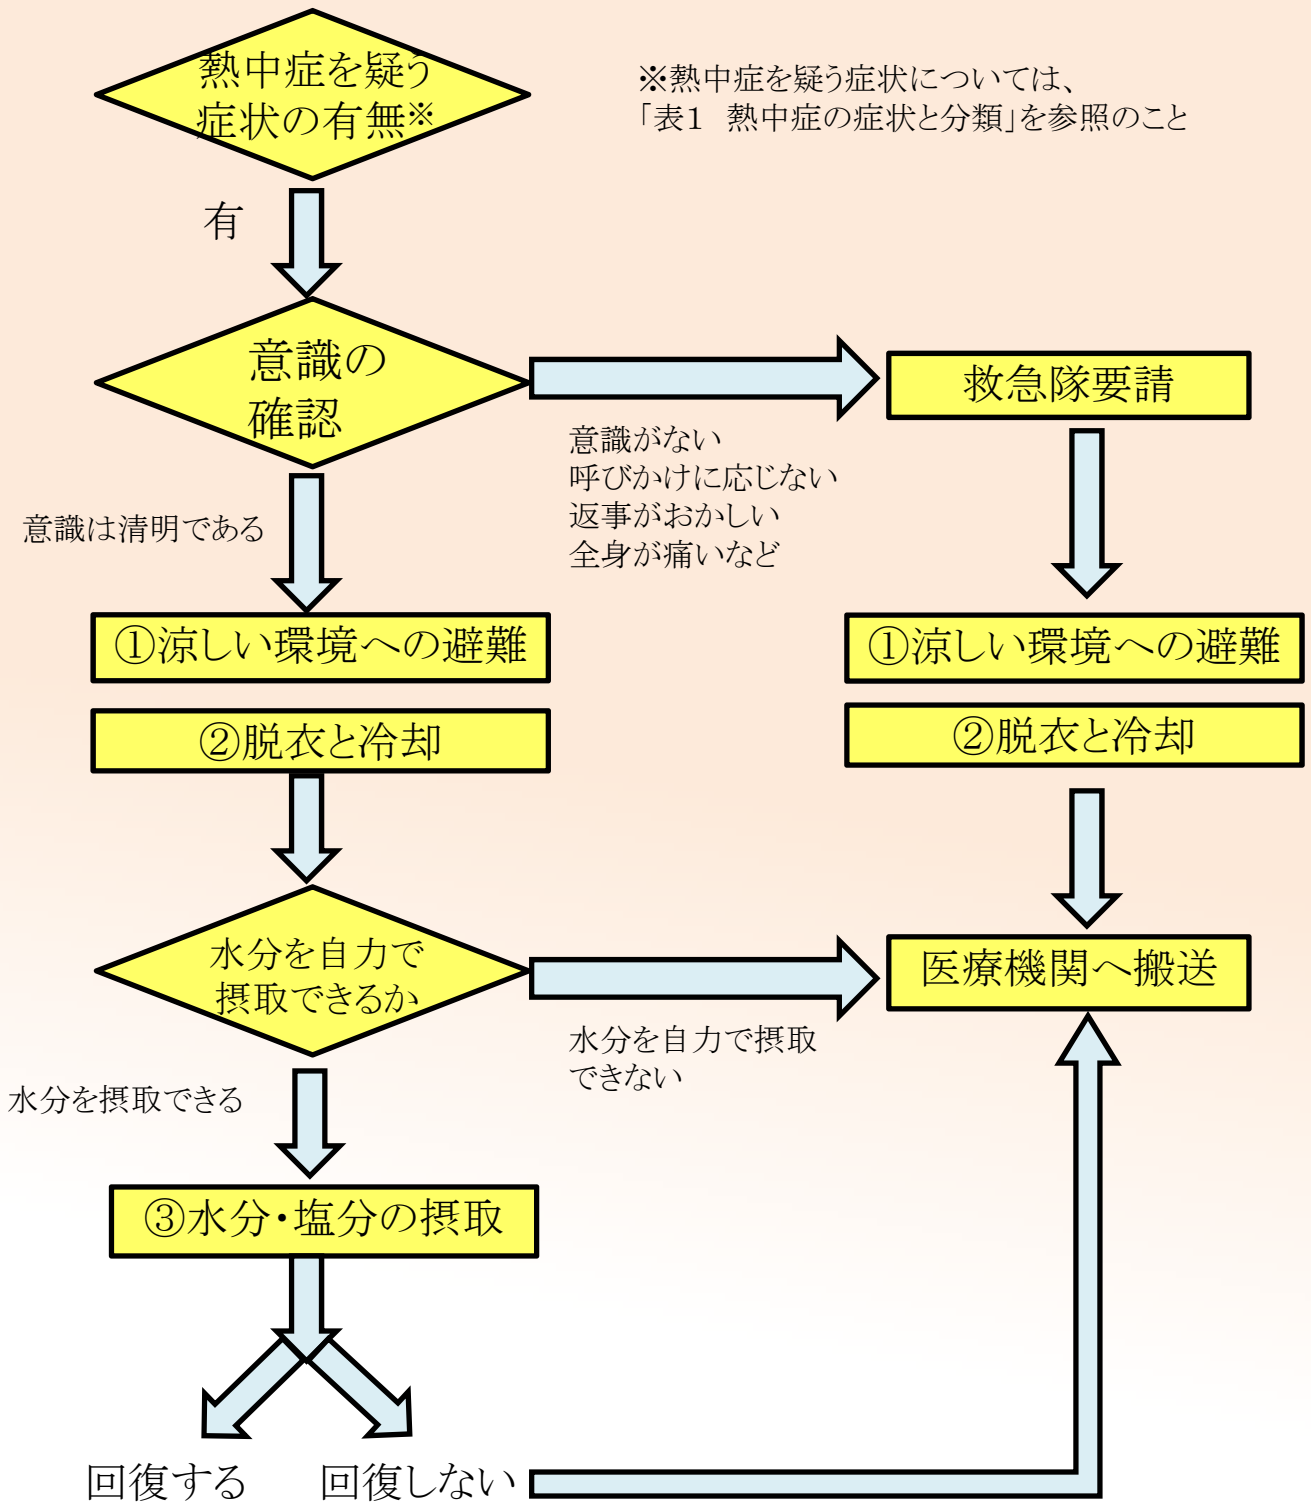 熱中症を疑う
症状の有無※
※熱中症を疑う症状については、
「表1　熱中症の症状と分類」を参照のこと
有
意識の
確認
救急隊要請
意識がない
呼びかけに応じない
返事がおかしい
全身が痛いなど
意識は清明である
①涼しい環境への避難
①涼しい環境への避難
②脱衣と冷却
②脱衣と冷却
水分を自力で
摂取できるか
医療機関へ搬送
水分を自力で摂取
できない
水分を摂取できる
③水分・塩分の摂取
回復する
回復しない